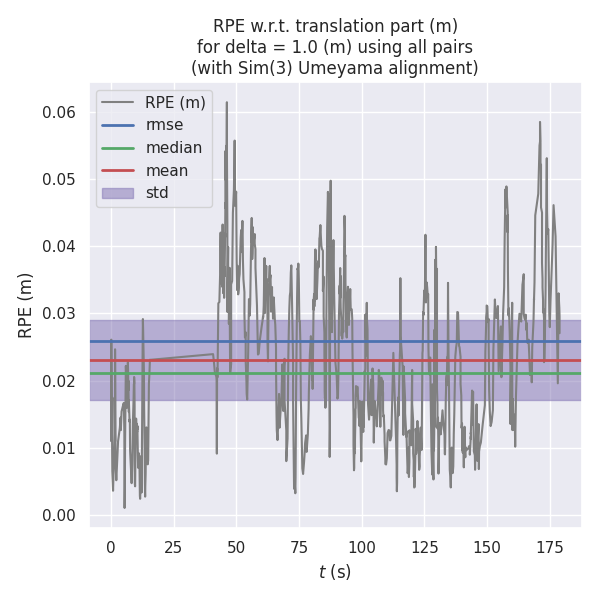 RPE w.r.t. translation part (m)
for delta = 1.0 (m) using all pairs
(with Sim(3) Umeyama alignment)
RPE (m)
rmse
median
mean
std
RPE (m)
0.06
0.05
0.04
0.03
0.02
0.01
0.00
0 25 50 75 100 125 150 175
t (s)